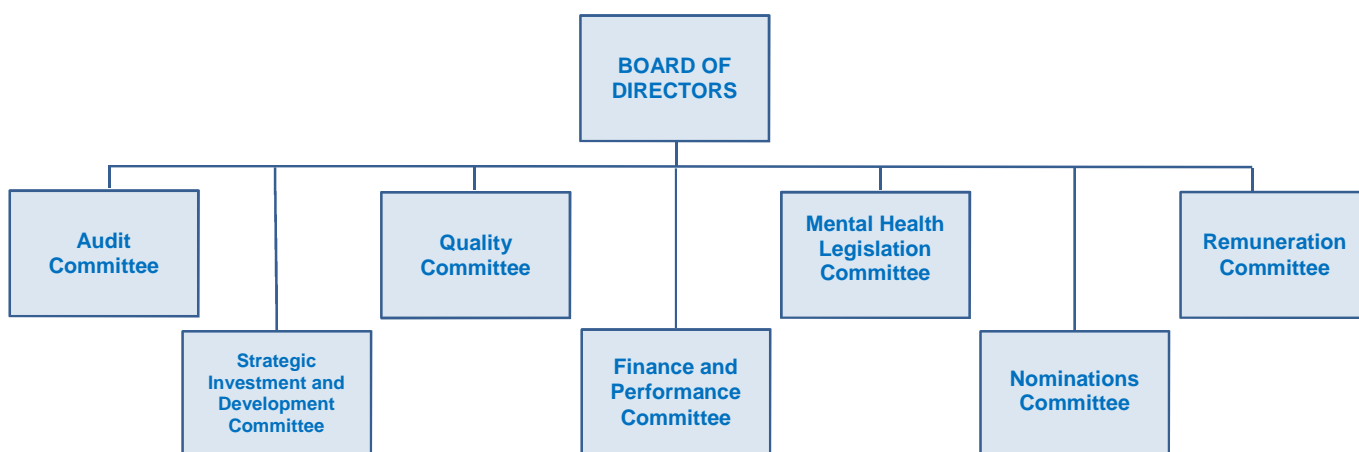 BOARD OF
DIRECTORS
Audit
Committee
Quality
Committee
Mental Health
Legislation
Committee
Remuneration
Committee
Strategic
Investment and
Development
Committee
Finance and
Performance
Committee
Nominations
Committee